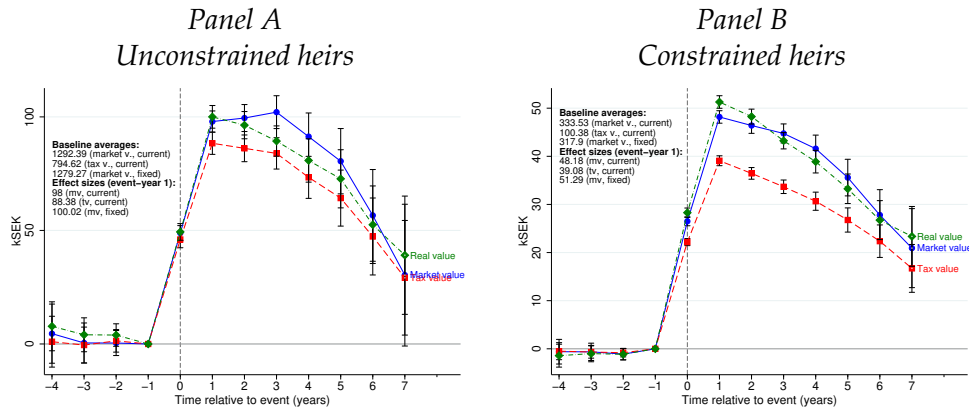 Panel A
Unconstrained heirs
100
50
0
kSEK
Baseline averages:
1292.39 (market v., current)
794.62 (tax v., current)
1279.27 (market v., fixed)
Effect sizes (event−year 1):
98 (mv, current)
88.38 (tv, current)
100.02 (mv, fixed)
Real value
Market value
Tax value
−4 −3 −2 −1 0 1 2 3 4 5 6 7
Time relative to event (years)
Panel B
Constrained heirs
50
40
30
20
10
0
kSEK
Baseline averages:
333.53 (market v., current)
100.38 (tax v., current)
317.9 (market v., fixed)
Effect sizes (event−year 1):
48.18 (mv, current)
39.08 (tv, current)
51.29 (mv, fixed)
Real value
Market value
Tax value
−4 −3 −2 −1 0 1 2 3 4 5 6 7
Time relative to event (years)